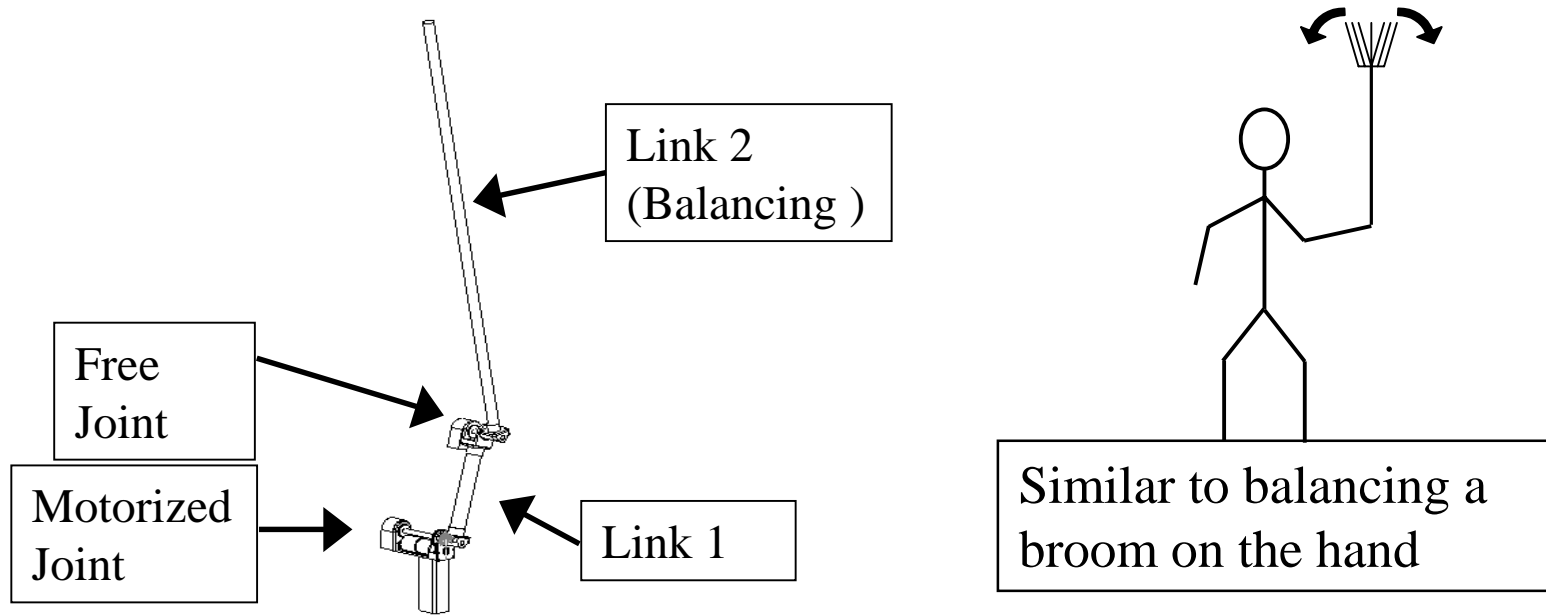 Link 2
(Balancing )
Free
Joint
Motorized
Joint
Link 1
Similar to balancing a
broom on the hand